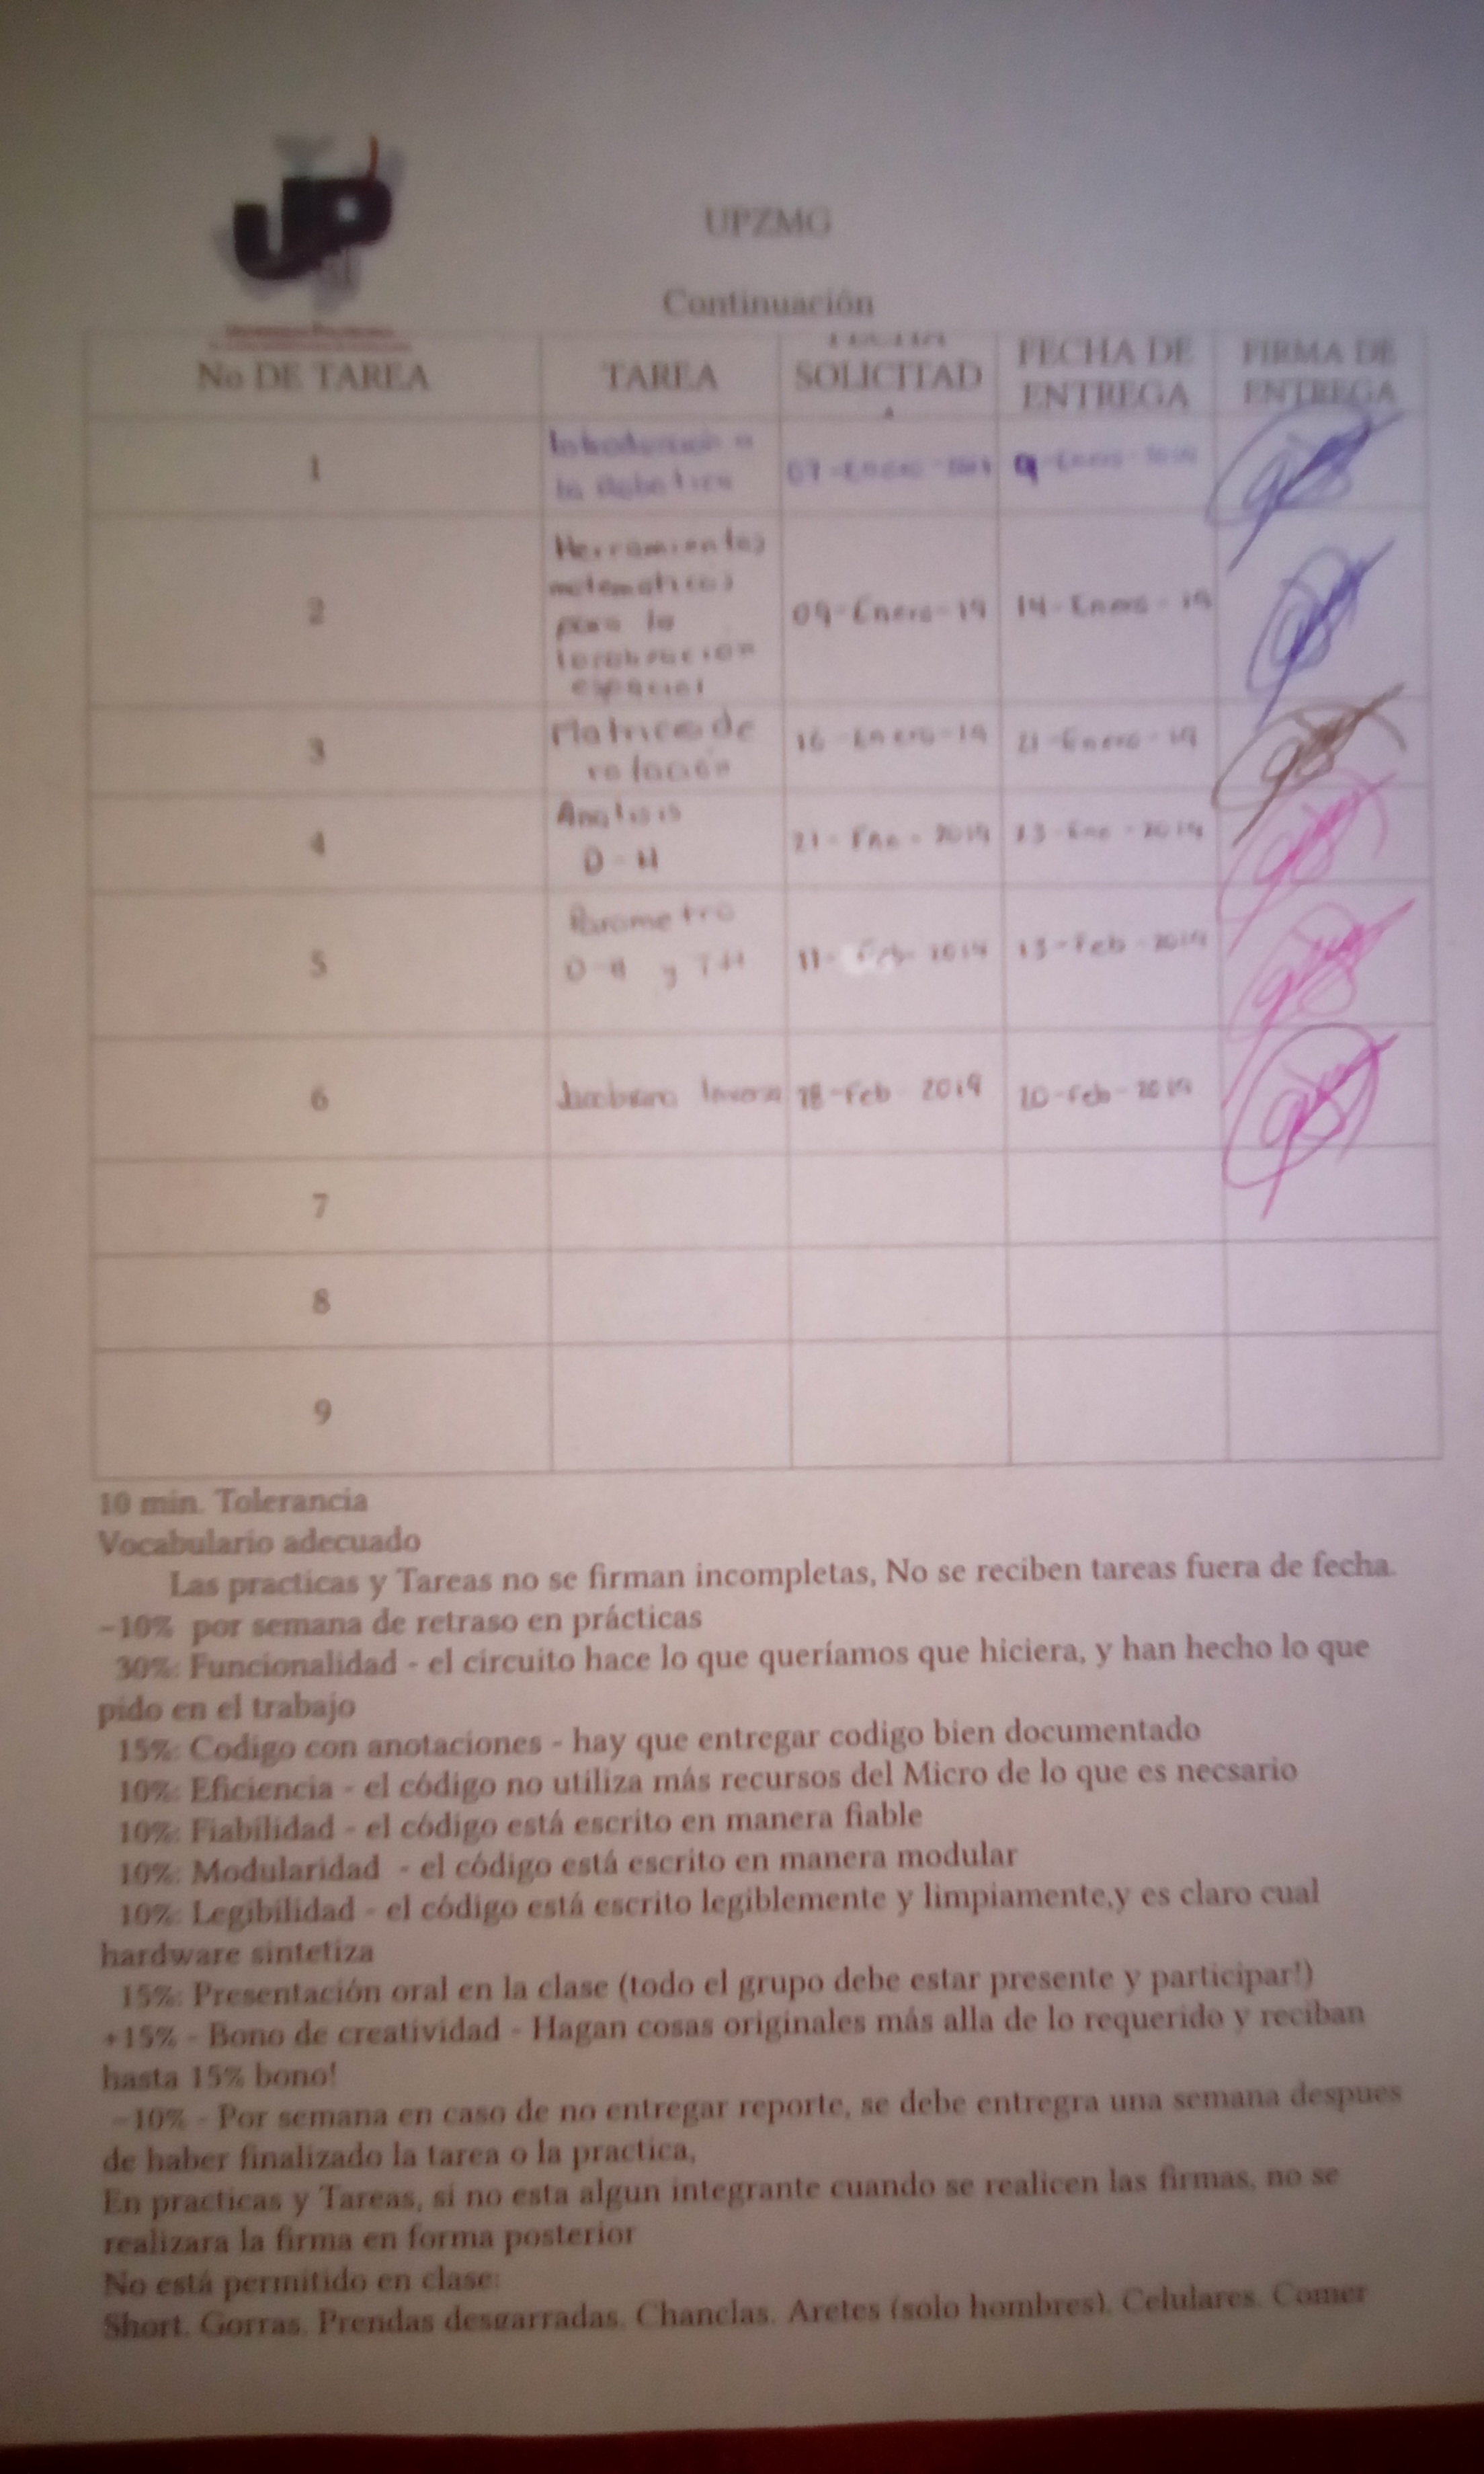 UP
UPZMG
Continuación
No DE TAREA TAREA FECHA SOLICITADA FECHA DE ENTREGA FIRMA DE ENTREGA
1 Introducción a la Robotica 07-Enero- 9-Enero-2019
2 Herramientas matematicas para la localización espacial 09-Enero-19 14-Enero-19
3 Matrices de 16-Enero-19 21-Enero-19
4 Analisis D-H 21-Ene-2019 23-Ene-2019
5 Parametro D-H y TH 11-Feb-2019 13-Feb-2019
6 Jacobiano Inversa 18-Feb-2019 20-Feb-2019
7
8
9
10 min. Tolerancia
Vocabulario adecuado
Las practicas y Tareas no se firman incompletas, No se reciben tareas fuera de fecha.
-10% por semana de retraso en prácticas
30%: Funcionalidad - el circuito hace lo que queríamos que hiciera, y han hecho lo que
pido en el trabajo
15%: Codigo con anotaciones - hay que entregar codigo bien documentado
10%: Eficiencia - el código no utiliza más recursos del Micro de lo que es necsario
10%: Fiabilidad - el código está escrito en manera fiable
10%: Modularidad - el código está escrito en manera modular
10%: Legibilidad - el código está escrito legiblemente y limpiamente,y es claro cual
hardware sintetiza
15%: Presentación oral en la clase (todo el grupo debe estar presente y participar!)
+15% - Bono de creatividad - Hagan cosas originales más alla de lo requerido y reciban
hasta 15% bono!
-10% - Por semana en caso de no entregar reporte, se debe entregra una semana despues
de haber finalizado la tarea o la practica,
En practicas y Tareas, si no esta algun integrante cuando se realicen las firmas, no se
realizara la firma en forma posterior
No está permitido en clase:
Short. Gorras. Prendas desgarradas. Chanclas. Aretes (solo hombres). Celulares. Comer